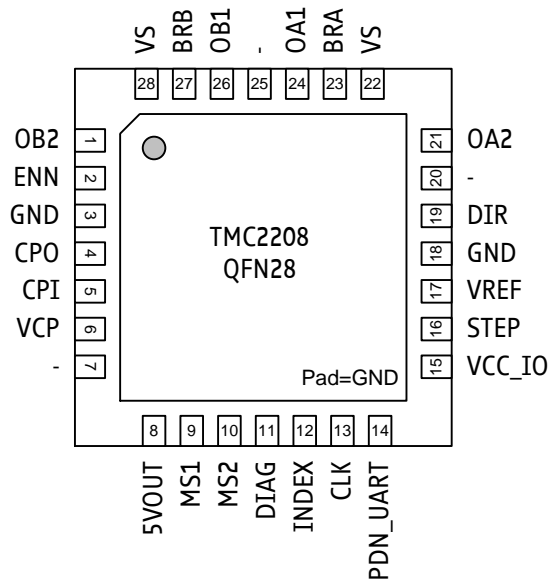 VS
BRB
OB1
-
OA1
BRA
VS
28
27
26
25
24
23
22
OB2 1
ENN 2
GND 3
CPO 4
CPI 5
VCP 6
- 7
TMC2208
QFN28
Pad=GND
21 OA2
20 -
19 DIR
18 GND
17 VREF
16 STEP
15 VCC_IO
8
9
10
11
12
13
14
5VOUT
MS1
MS2
DIAG
INDEX
CLK
PDN_UART